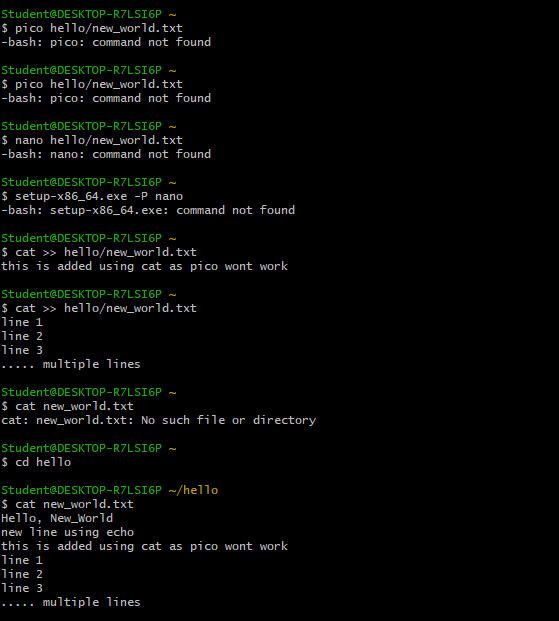 Student@DESKTOP-R7LSI6P ~
$ pico hello/new_world.txt
-bash: pico: command not found
Student@DESKTOP-R7LSI6P ~
$ pico hello/new_world.txt
-bash: pico: command not found
Student@DESKTOP-R7LSI6P ~
$ nano hello/new_world.txt
-bash: nano: command not found
Student@DESKTOP-R7LSI6P ~
$ setup-x86_64.exe -P nano
-bash: setup-x86_64.exe: command not found
Student@DESKTOP-R7LSI6P ~
$ cat >> hello/new_world.txt
this is added using cat as pico wont work
Student@DESKTOP-R7LSI6P ~
$ cat >> hello/new_world.txt
line 1
line 2
line 3
..... multiple lines
Student@DESKTOP-R7LSI6P ~
$ cat new_world.txt
cat: new_world.txt: No such file or directory
Student@DESKTOP-R7LSI6P ~
$ cd hello
Student@DESKTOP-R7LSI6P ~/hello
$ cat new_world.txt
Hello, New_World
new line using echo
this is added using cat as pico wont work
line 1
line 2
line 3
..... multiple lines